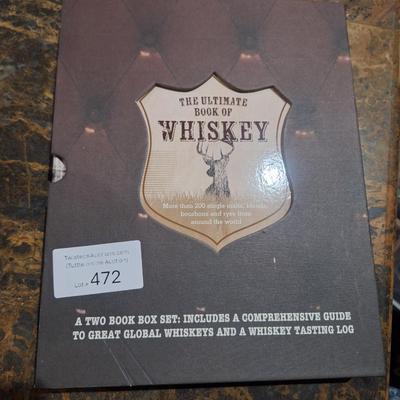 THE ULTIMATE
BOOK OF
WHISKEY
More than 200 single malts, blends,
bourbons and ryes from
around the world
Lot # 472
A TWO BOOK BOX SET: INCLUDES A COMPREHENSIVE GUIDE
TO GREAT GLOBAL WHISKEYS AND A WHISKEY TASTING LOG